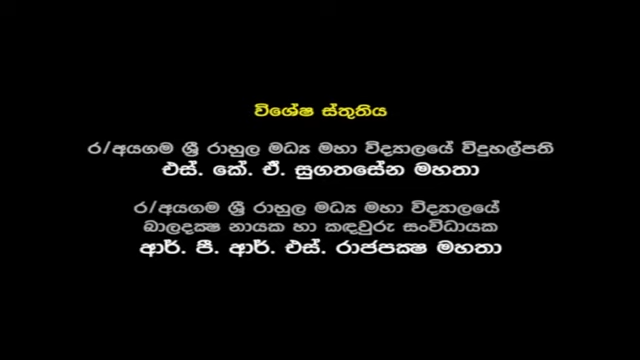 විශේෂ ස්තුතිය
ර/අයගම ශ්‍රී රාහුල මධ්‍ය මහා විද්‍යාලයේ විදුහල්පති
එස්. කේ. ඒ. සුගතසේන මහතා
ර/අයගම ශ්‍රී රාහුල මධ්‍ය මහා විද්‍යාලයේ
බාලදක්‍ෂ නායක හා කඳවුරු සංවිධායක
ආර්. පී. ආර්. එස්. රාජපක්‍ෂ මහතා